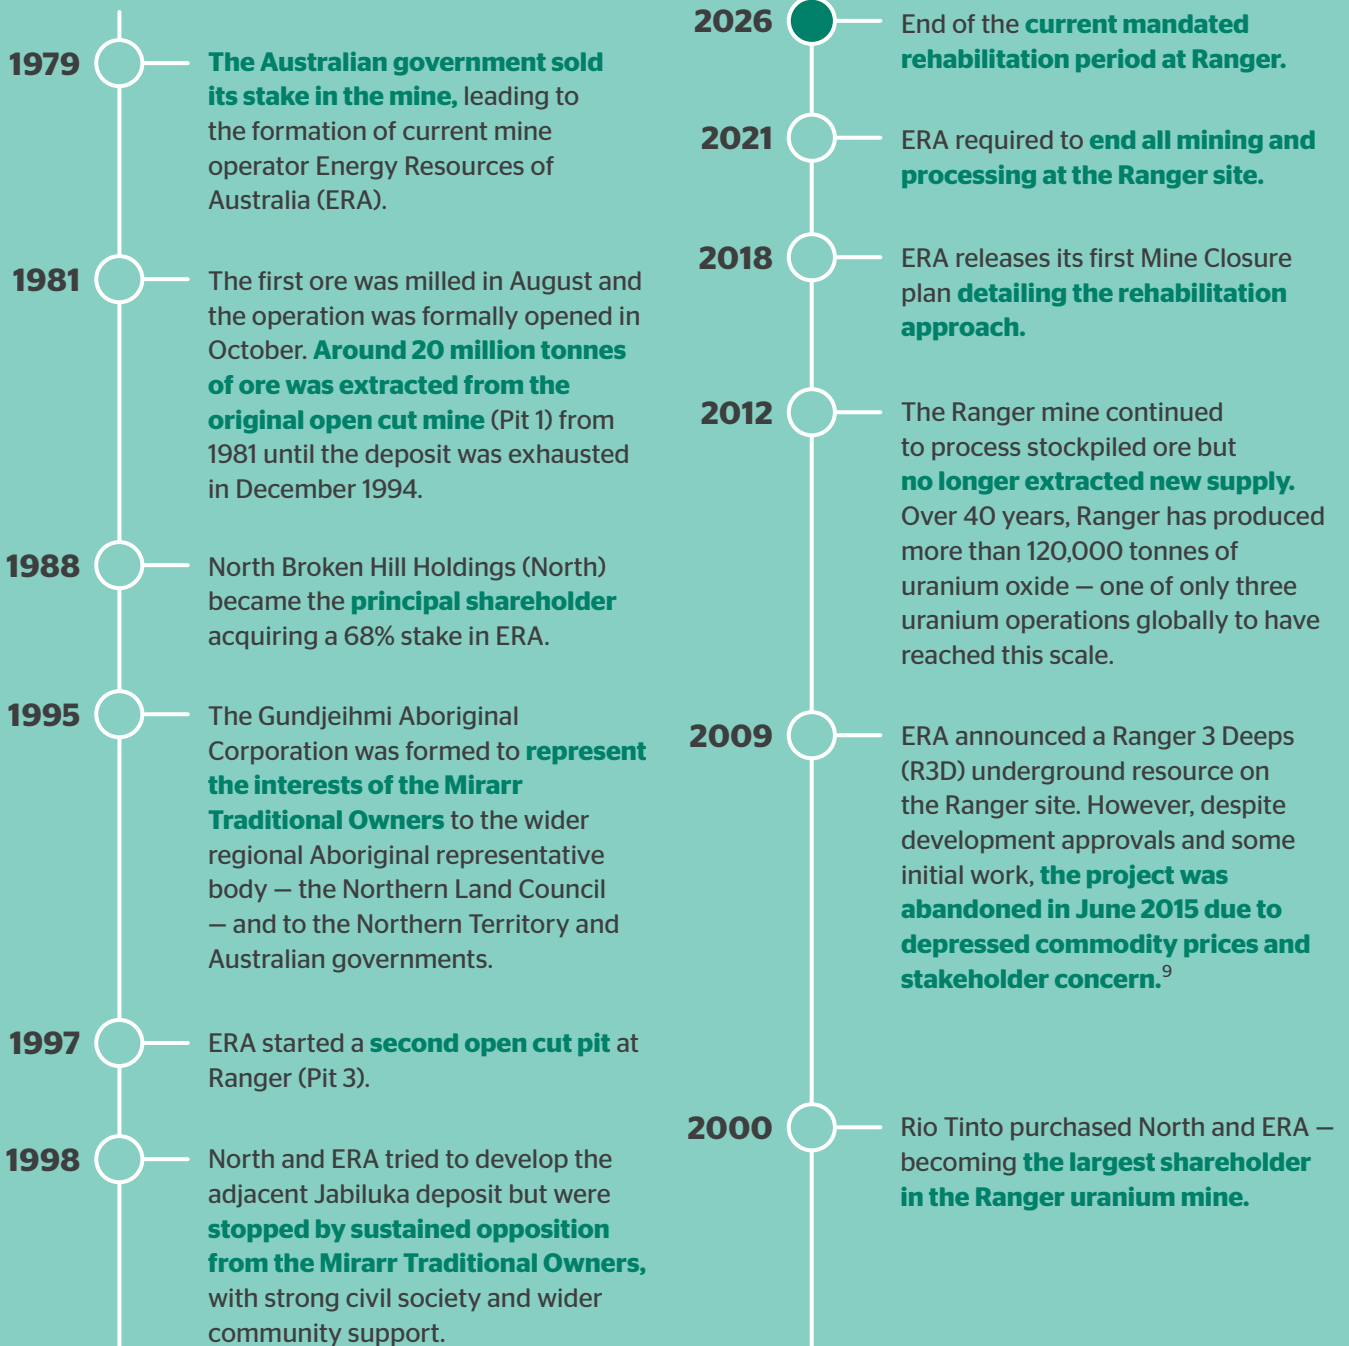 1979
The Australian government sold
its stake in the mine, leading to
the formation of current mine
operator Energy Resources of
Australia (ERA).
1981
The first ore was milled in August and
the operation was formally opened in
October. Around 20 million tonnes
of ore was extracted from the
original open cut mine (Pit 1) from
1981 until the deposit was exhausted
in December 1994.
1988
North Broken Hill Holdings (North)
became the principal shareholder
acquiring a 68% stake in ERA.
1995
The Gundjeihmi Aboriginal
Corporation was formed to represent
the interests of the Mirarr
Traditional Owners to the wider
regional Aboriginal representative
body — the Northern Land Council
— and to the Northern Territory and
Australian governments.
1997
ERA started a second open cut pit at
Ranger (Pit 3).
1998
North and ERA tried to develop the
adjacent Jabiluka deposit but were
stopped by sustained opposition
from the Mirarr Traditional Owners,
with strong civil society and wider
community support.
2026
End of the current mandated
rehabilitation period at Ranger.
2021
ERA required to end all mining and
processing at the Ranger site.
2018
ERA releases its first Mine Closure
plan detailing the rehabilitation
approach.
2012
The Ranger mine continued
to process stockpiled ore but
no longer extracted new supply.
Over 40 years, Ranger has produced
more than 120,000 tonnes of
uranium oxide — one of only three
uranium operations globally to have
reached this scale.
2009
ERA announced a Ranger 3 Deeps
(R3D) underground resource on
the Ranger site. However, despite
development approvals and some
initial work, the project was
abandoned in June 2015 due to
depressed commodity prices and
stakeholder concern.9
2000
Rio Tinto purchased North and ERA —
becoming the largest shareholder
in the Ranger uranium mine.